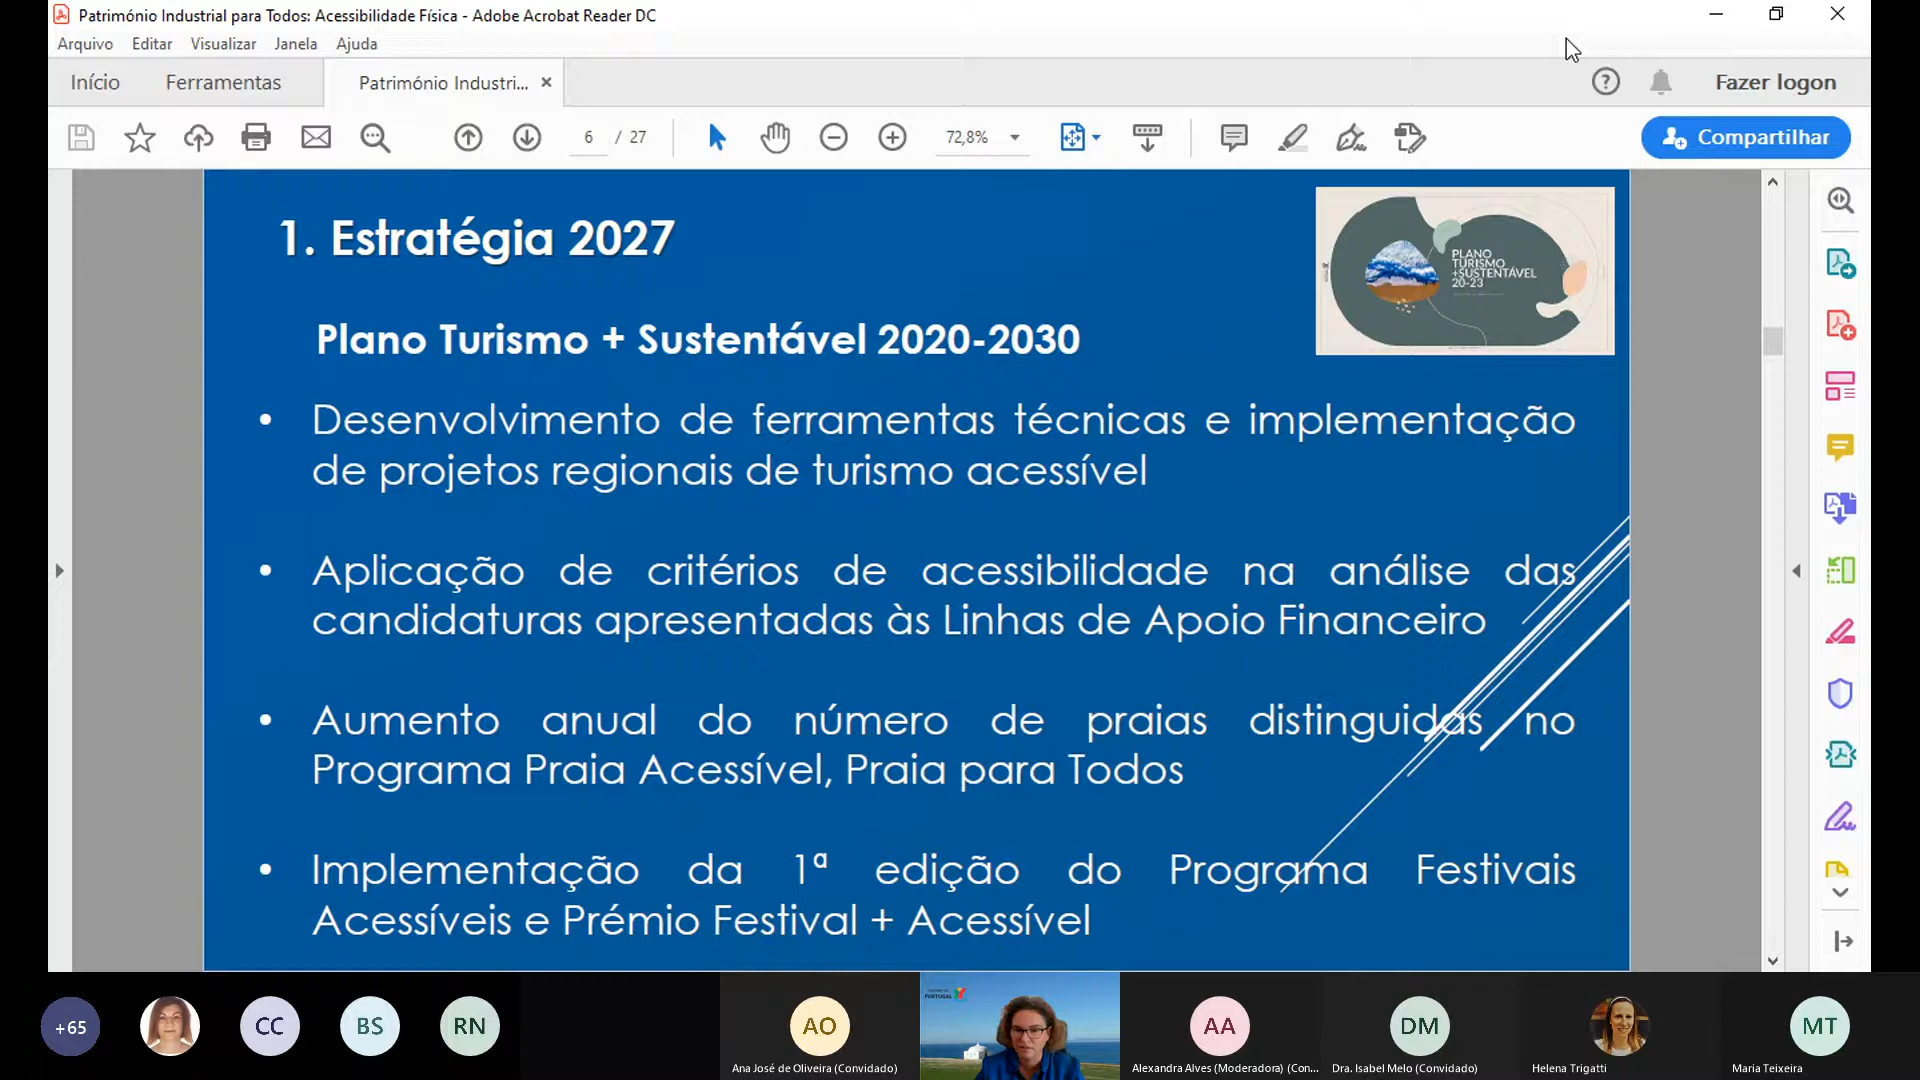 Património Industrial para Todos: Acessibilidade Física - Adobe Acrobat Reader DC
Arquivo Editar Visualizar Janela Ajuda
Início Ferramentas Património Industri... Fazer logon
6 / 27 72,8% Compartilhar
1. Estratégia 2027
PLANO
TURISMO
+SUSTENTÁVEL
20-23
Plano Turismo + Sustentável 2020-2030
• Desenvolvimento de ferramentas técnicas e implementação
de projetos regionais de turismo acessível
• Aplicação de critérios de acessibilidade na análise das
candidaturas apresentadas às Linhas de Apoio Financeiro
• Aumento anual do número de praias distinguidas no
Programa Praia Acessível, Praia para Todos
• Implementação da 1ª edição do Programa Festivais
Acessíveis e Prémio Festival + Acessível
+65 CC BS RN AO AA DM MT
PORTUGAL
Ana José de Oliveira (Convidado) Alexandra Alves (Moderadora) (Con... Dra. Isabel Melo (Convidado) Helena Trigatti Maria Teixeira